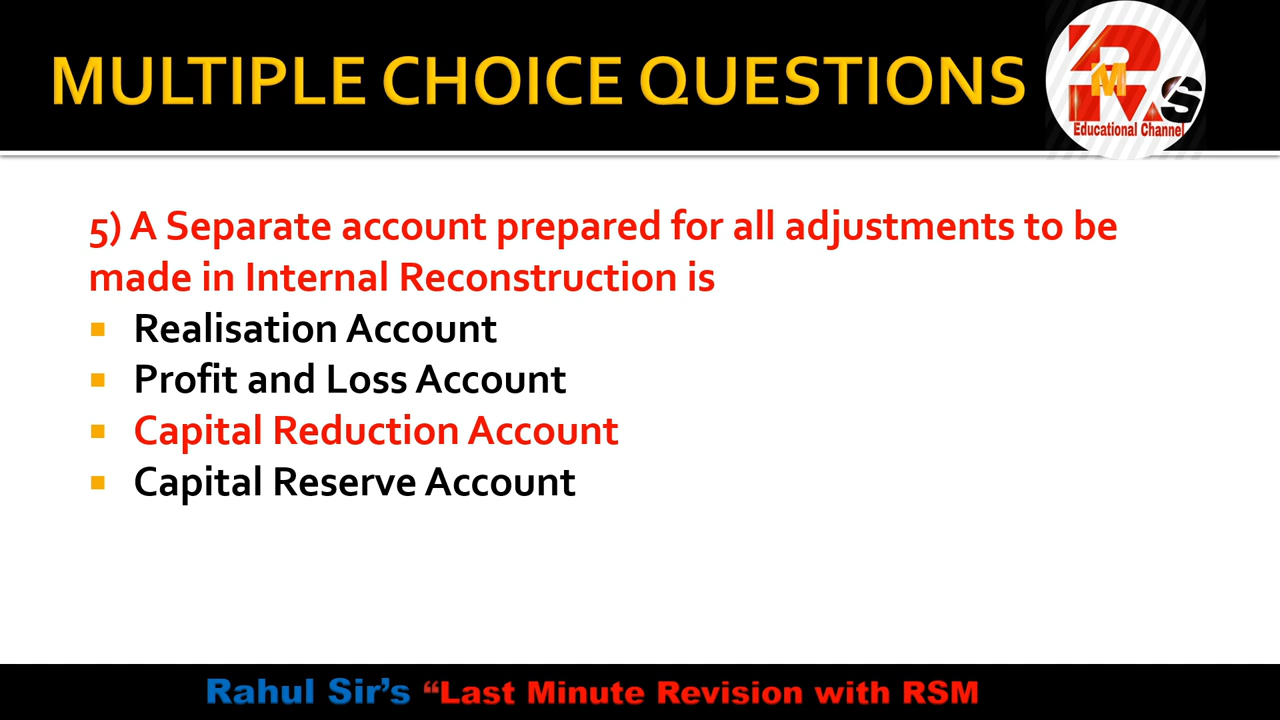 MULTIPLE CHOICE QUESTIONS
RMS
Educational Channel
5) A Separate account prepared for all adjustments to be
made in Internal Reconstruction is
Realisation Account
Profit and Loss Account
Capital Reduction Account
Capital Reserve Account
Rahul Sir's “Last Minute Revision with RSM